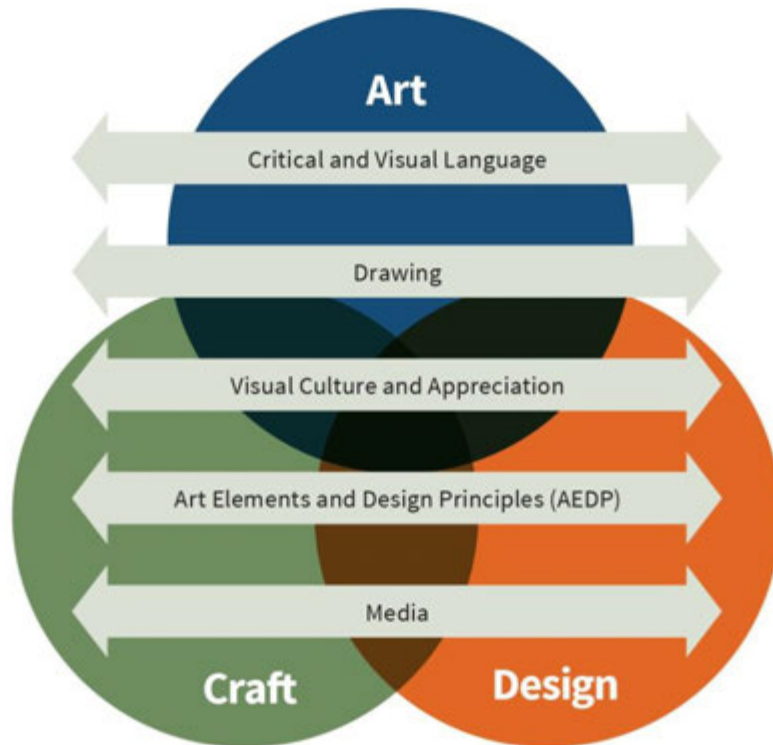 Art
Critical and Visual Language
Drawing
Visual Culture and Appreciation
Art Elements and Design Principles (AEDP)
Media
Craft
Design